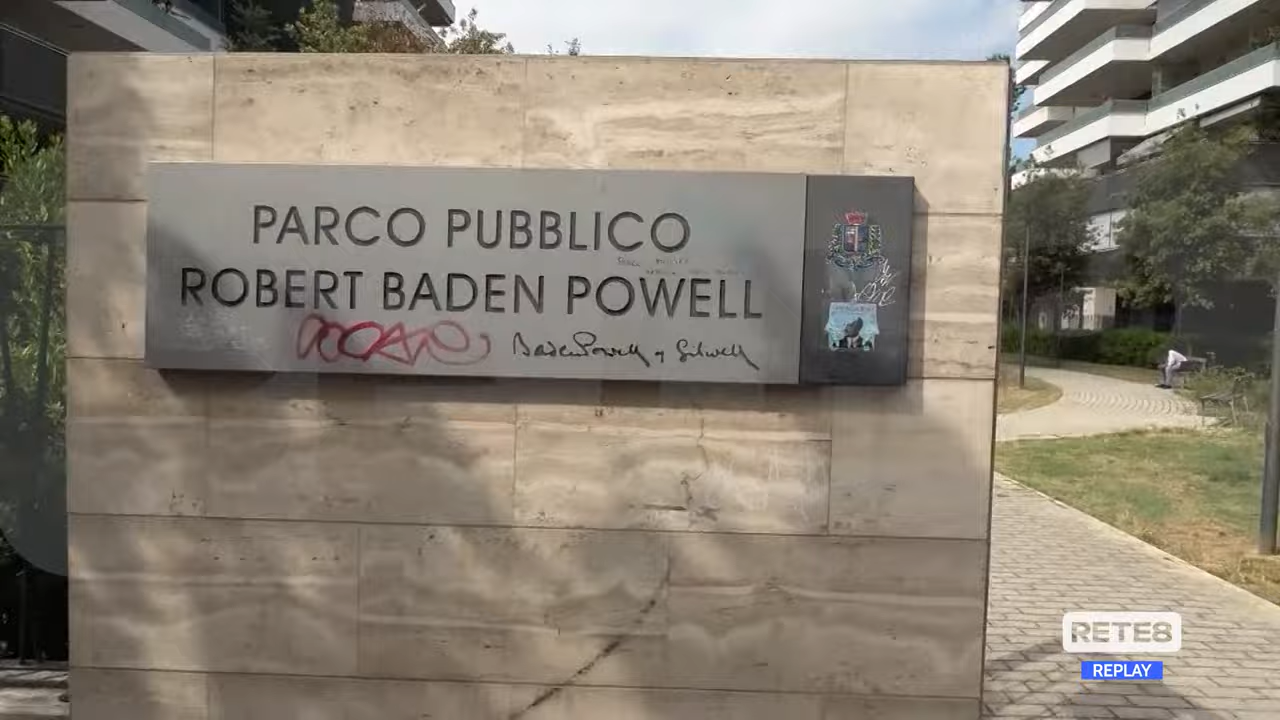 PARCO PUBBLICO
ROBERT BADEN POWELL
Baden Powell of Gilwell
RETE8
REPLAY